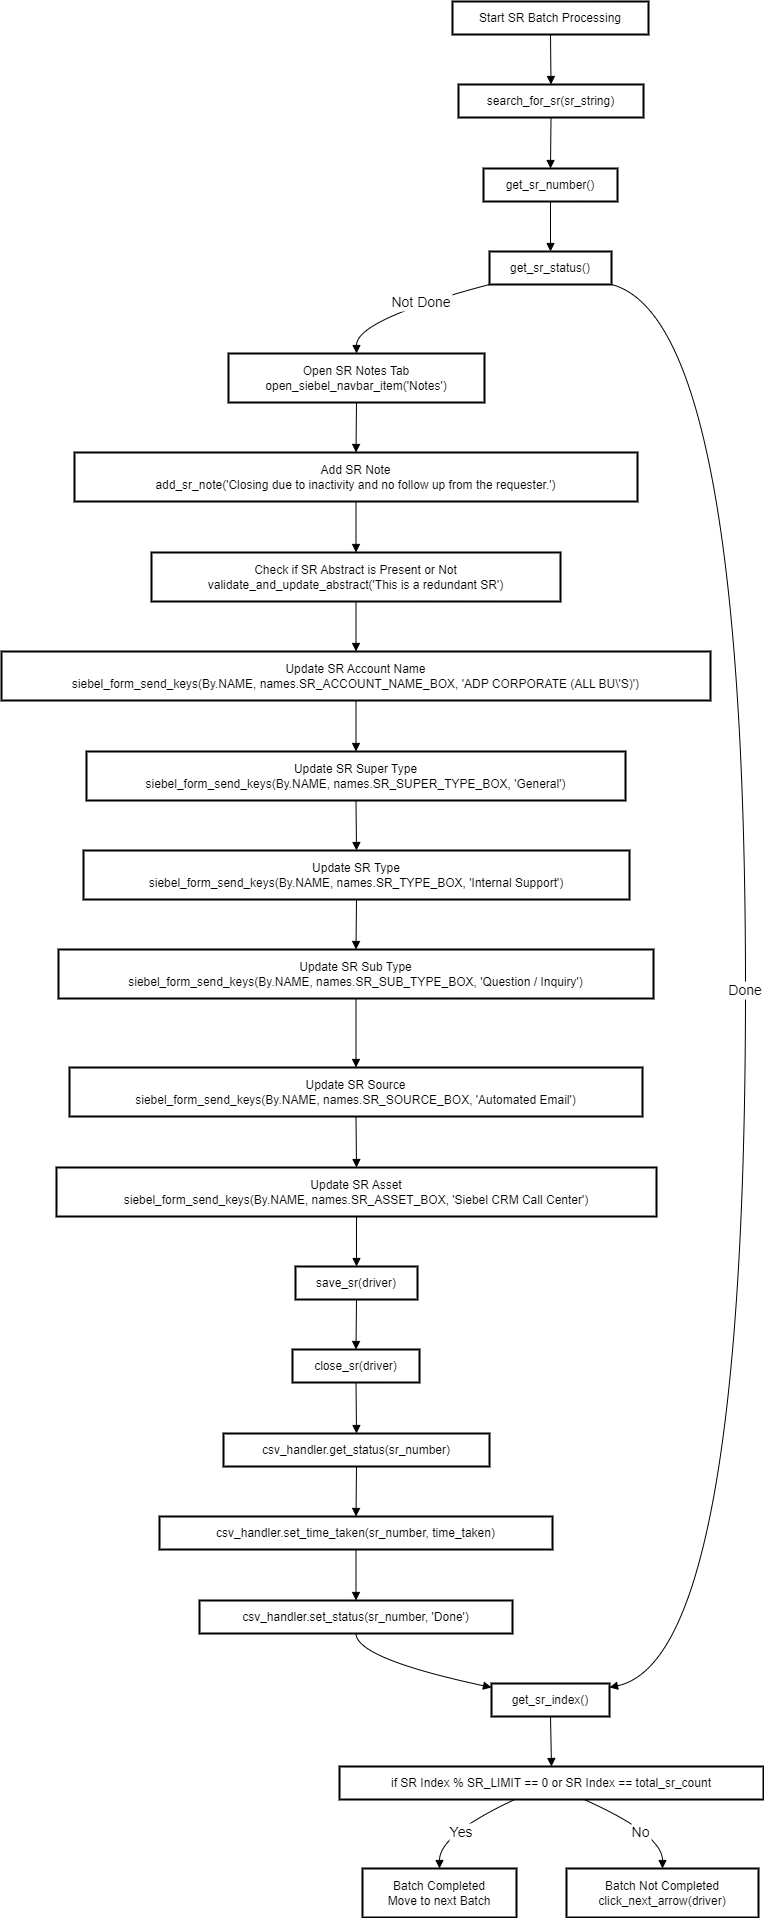 Start SR Batch Processing
search_for_sr(sr_string)
get_sr_number()
get_sr_status()
Not Done
Open SR Notes Tab
open_siebel_navbar_item('Notes')
Add SR Note
add_sr_note('Closing due to inactivity and no follow up from the requester.')
Check if SR Abstract is Present or Not
validate_and_update_abstract('This is a redundant SR')
Update SR Account Name
siebel_form_send_keys(By.NAME, names.SR_ACCOUNT_NAME_BOX, 'ADP CORPORATE (ALL BU\'S)')
Update SR Super Type
siebel_form_send_keys(By.NAME, names.SR_SUPER_TYPE_BOX, 'General')
Update SR Type
siebel_form_send_keys(By.NAME, names.SR_TYPE_BOX, 'Internal Support')
Update SR Sub Type
siebel_form_send_keys(By.NAME, names.SR_SUB_TYPE_BOX, 'Question / Inquiry')
Done
Update SR Source
siebel_form_send_keys(By.NAME, names.SR_SOURCE_BOX, 'Automated Email')
Update SR Asset
siebel_form_send_keys(By.NAME, names.SR_ASSET_BOX, 'Siebel CRM Call Center')
save_sr(driver)
close_sr(driver)
csv_handler.get_status(sr_number)
csv_handler.set_time_taken(sr_number, time_taken)
csv_handler.set_status(sr_number, 'Done')
get_sr_index()
if SR Index % SR_LIMIT == 0 or SR Index == total_sr_count
Yes
No
Batch Completed
Move to next Batch
Batch Not Completed
click_next_arrow(driver)